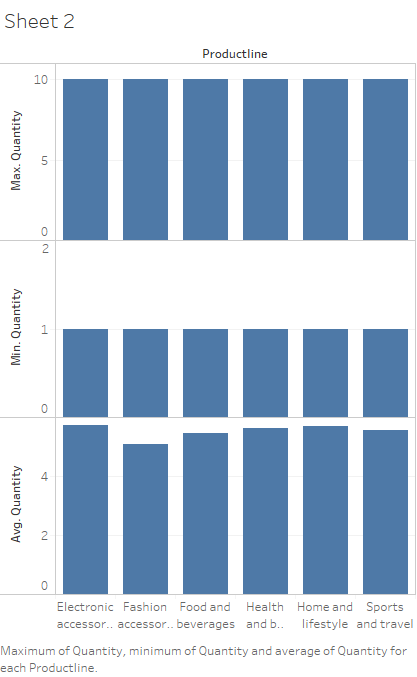 Sheet 2
Productline
10
5
0
Max. Quantity
2
1
0
Min. Quantity
4
2
0
Avg. Quantity
Electronic accessor..
Fashion accessor..
Food and beverages
Health and b..
Home and lifestyle
Sports and travel
Maximum of Quantity, minimum of Quantity and average of Quantity for
each Productline.